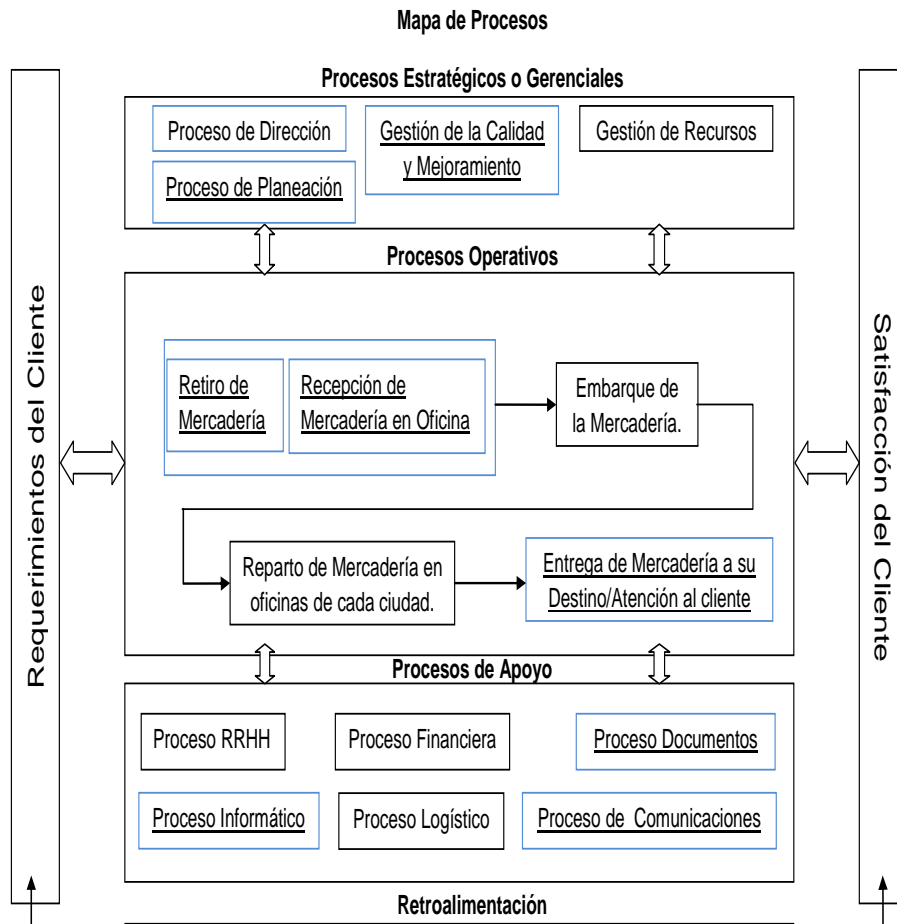 Mapa de Procesos
Requerimientos del Cliente
Procesos Estratégicos o Gerenciales
Proceso de Dirección
Proceso de Planeación
Gestión de la Calidad
y Mejoramiento
Gestión de Recursos
Procesos Operativos
Retiro de
Mercadería
Recepción de
Mercadería en Oficina
Embarque de
la Mercadería.
Reparto de Mercadería en
oficinas de cada ciudad.
Entrega de Mercadería a su
Destino/Atención al cliente
Procesos de Apoyo
Proceso RRHH
Proceso Financiera
Proceso Documentos
Proceso Informático
Proceso Logístico
Proceso de Comunicaciones
Retroalimentación
Satisfacción del Cliente